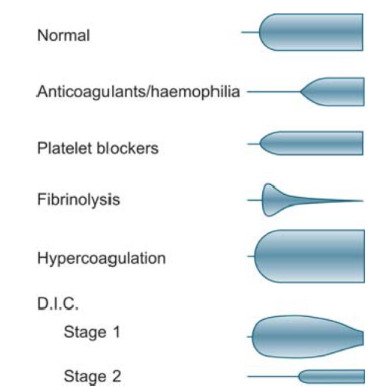 Normal
Anticoagulants/haemophilia
Platelet blockers
Fibrinolysis
Hypercoagulation
D.I.C.
Stage 1
Stage 2